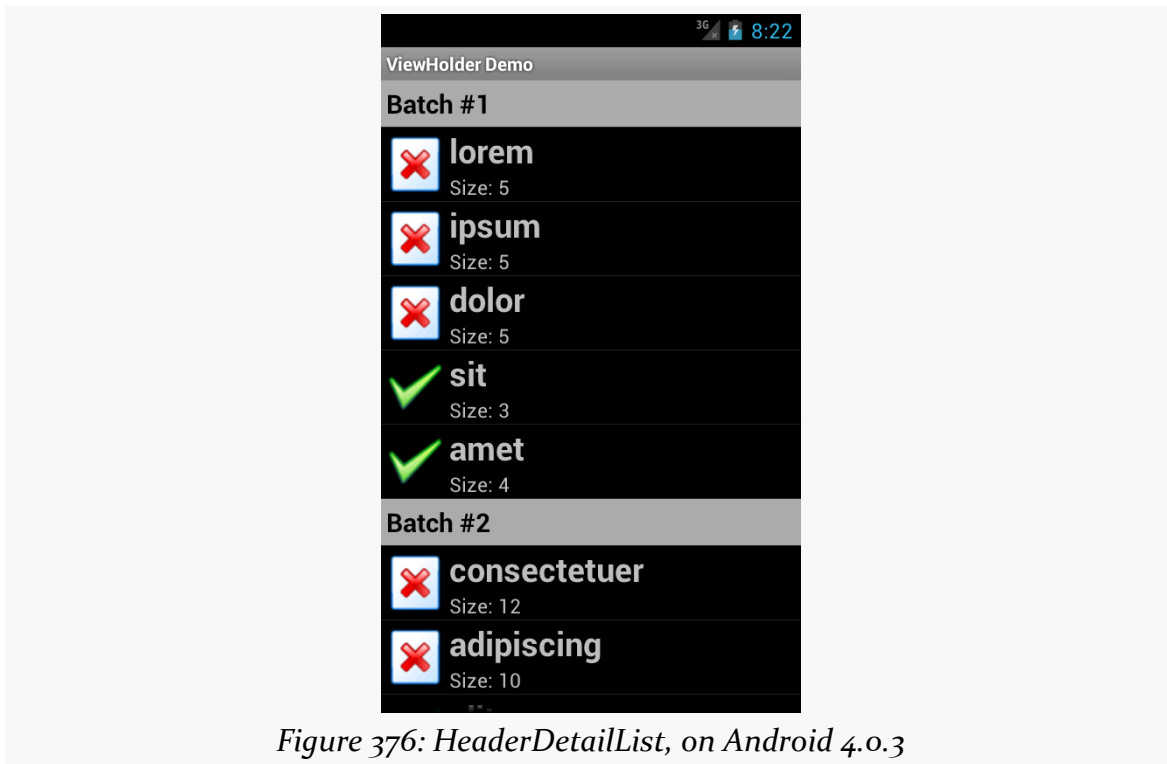 3G 8:22
ViewHolder Demo
Batch #1
lorem
Size: 5
ipsum
Size: 5
dolor
Size: 5
sit
Size: 3
amet
Size: 4
Batch #2
consectetuer
Size: 12
adipiscing
Size: 10
Figure 376: HeaderDetailList, on Android 4.0.3